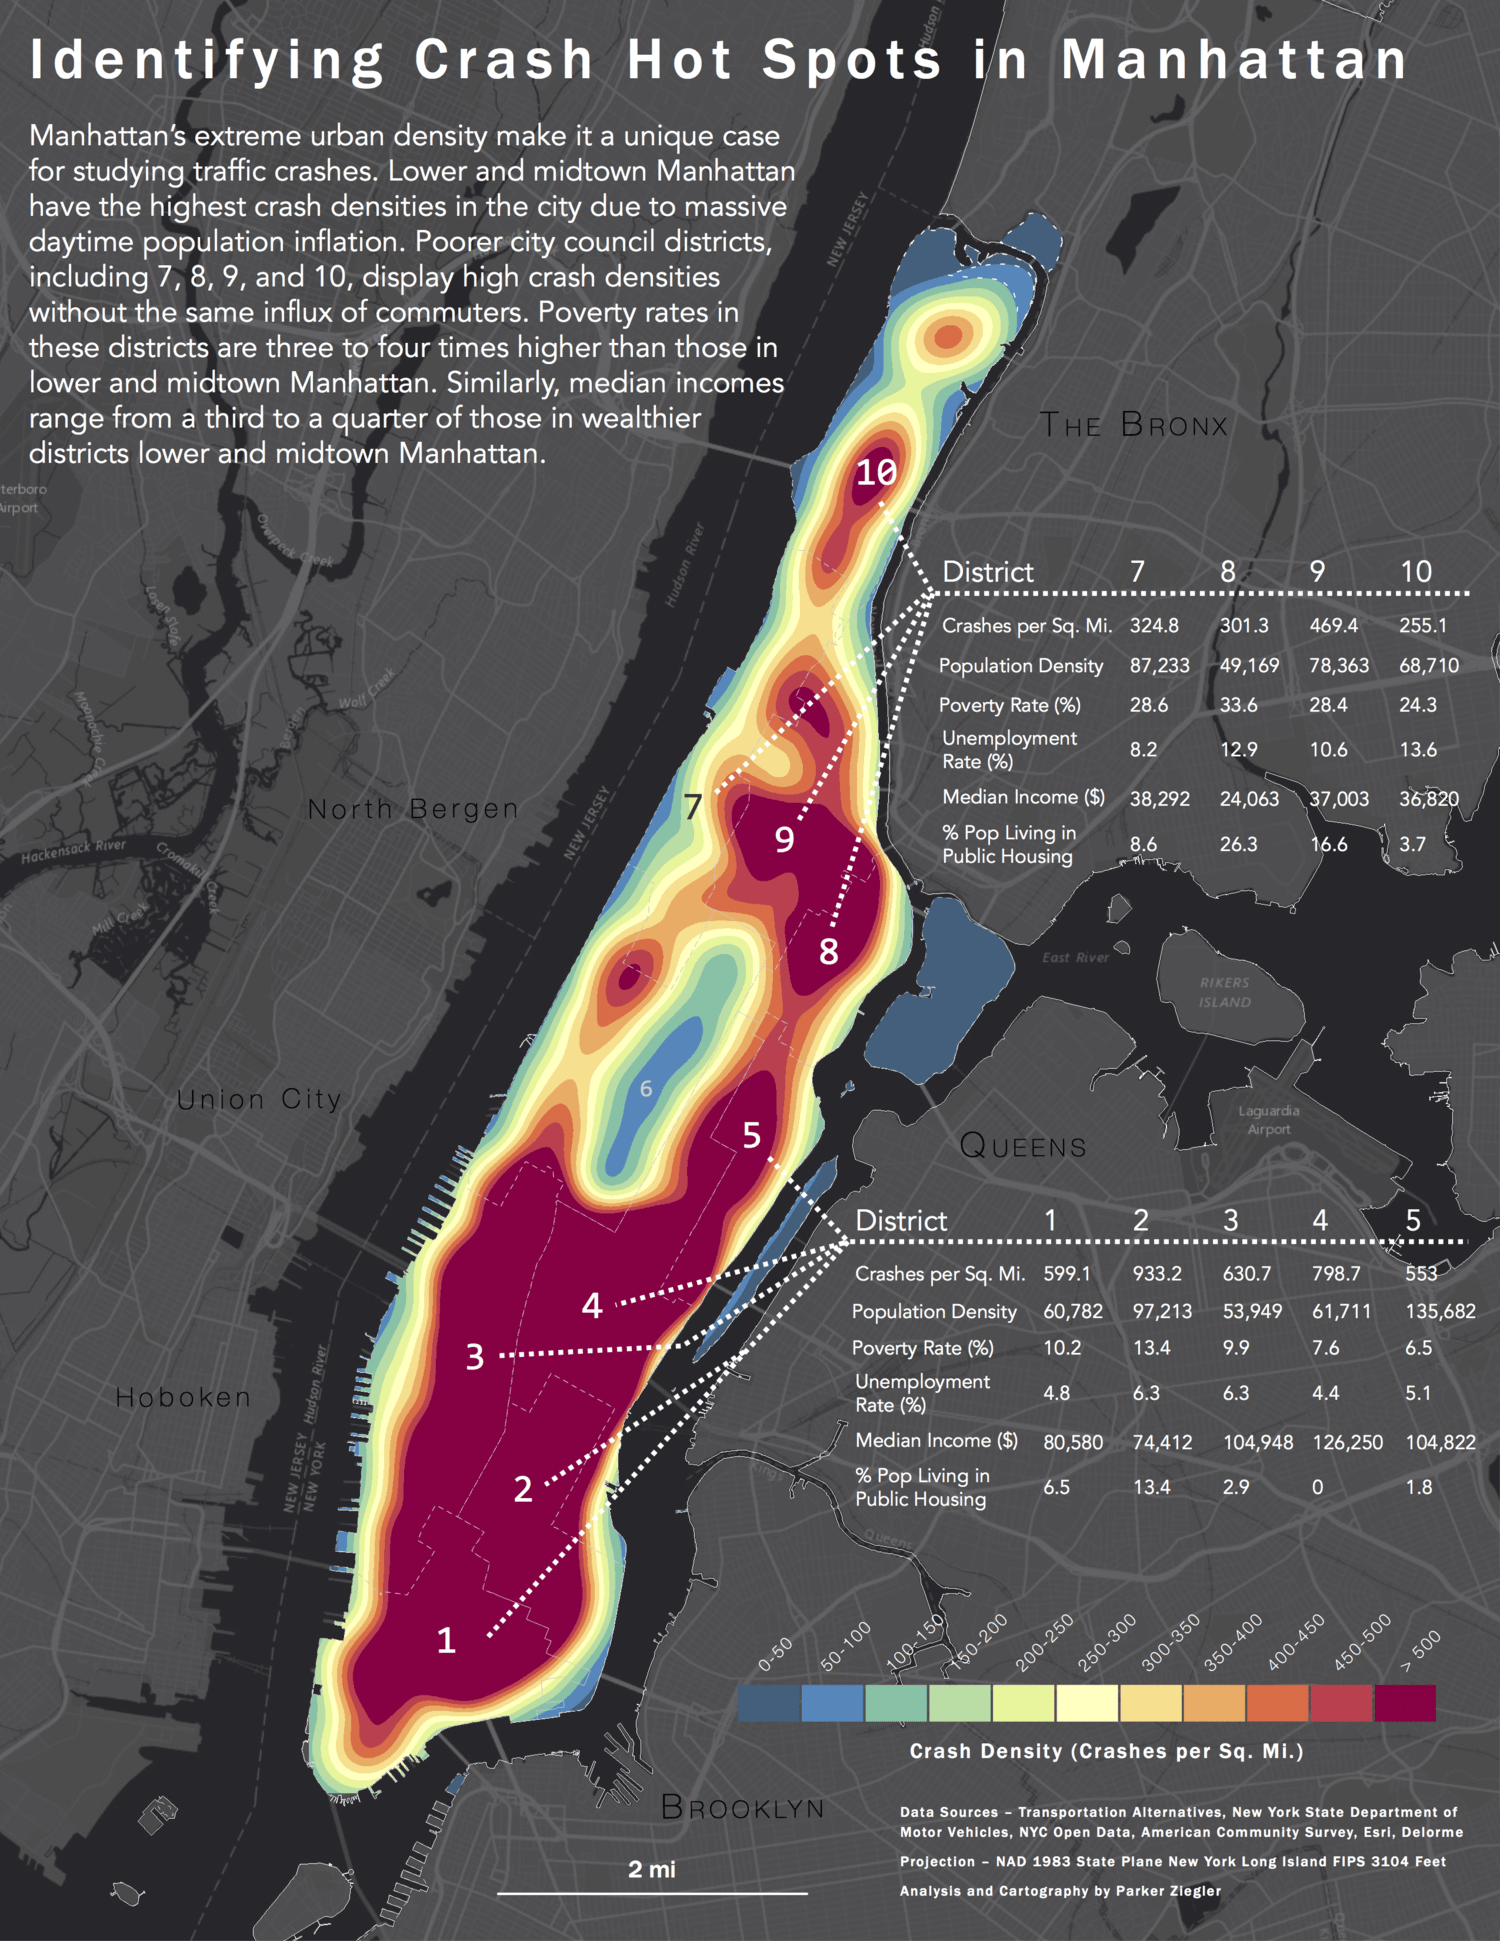 Identifying Crash Hot Spots in Manhattan
Manhattan's extreme urban density make it a unique case
for studying traffic crashes. Lower and midtown Manhattan
have the highest crash densities in the city due to massive
daytime population inflation. Poorer city council districts,
including 7, 8, 9, and 10, display high crash densities
without the same influx of commuters. Poverty rates in
these districts are three to four times higher than those in
lower and midtown Manhattan. Similarly, median incomes
range from a third to a quarter of those in wealthier
districts lower and midtown Manhattan.
Hudson
NEW JERSEY
THE BRONX
terboro
Airport
Overpeck Creek
Hudson River
10
District 7 8 9 10
Crashes per Sq. Mi. 324.8 301.3 469.4 255.1
Population Density 87,233 49,169 78,363 68,710
Poverty Rate (%) 28.6 33.6 28.4 24.3
Unemployment
Rate (%) 8.2 12.9 10.6 13.6
Median Income ($) 38,292 24,063 37,003 36,820
% Pop Living in
Public Housing 8.6 26.3 16.6 3.7
Losen Slote
Wolf Creek
Moonachie Creek
Bergen
North Bergen
NEW JERSEY
7
9
8
Hackensack River
Cromakill Creek
Mill Creek
East River
RIKERS
ISLAND
6
5
Union City
Laguardia
Airport
QUEENS
District 1 2 3 4 5
Crashes per Sq. Mi. 599.1 933.2 630.7 798.7 553
Population Density 60,782 97,213 53,949 61,711 135,682
Poverty Rate (%) 10.2 13.4 9.9 7.6 6.5
Unemployment
Rate (%) 4.8 6.3 6.3 4.4 5.1
Median Income ($) 80,580 74,412 104,948 126,250 104,822
% Pop Living in
Public Housing 6.5 13.4 2.9 0 1.8
4
3
Hoboken
Hudson River
NEW JERSEY
NEW YORK
2
Kings
Queens
1
0-50 50-100 100-150 150-200 200-250 250-300 300-350 350-400 400-450 450-500 > 500
Crash Density (Crashes per Sq. Mi.)
BROOKLYN
2 mi
Data Sources – Transportation Alternatives, New York State Department of
Motor Vehicles, NYC Open Data, American Community Survey, Esri, Delorme
Projection – NAD 1983 State Plane New York Long Island FIPS 3104 Feet
Analysis and Cartography by Parker Ziegler